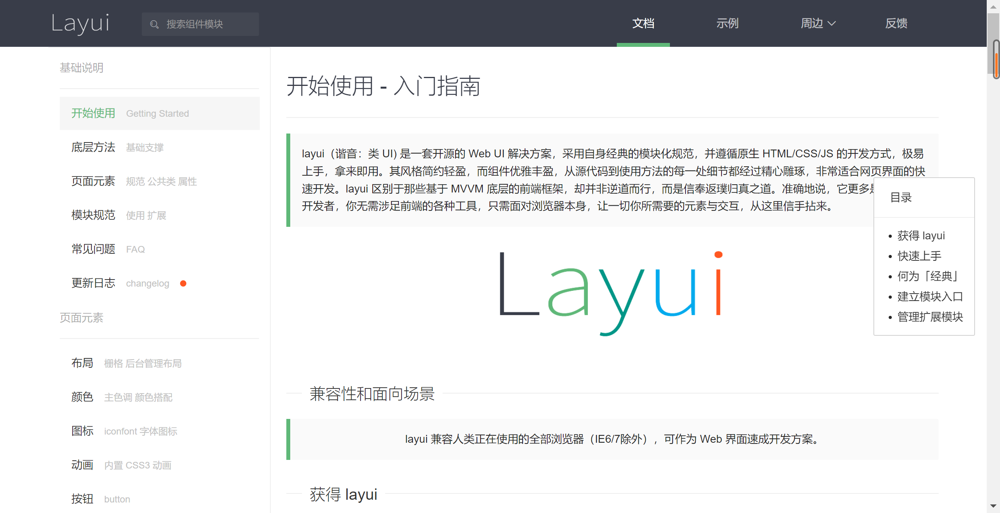 Layui
搜索组件模块
文档
示例
周边
反馈
基础说明
开始使用 Getting Started
底层方法 基础支撑
页面元素 规范 公共类 属性
模块规范 使用 扩展
常见问题 FAQ
更新日志 changelog
页面元素
布局 栅格 后台管理布局
颜色 主色调 颜色搭配
图标 iconfont 字体图标
动画 内置 CSS3 动画
按钮 button
开始使用 - 入门指南
layui（谐音：类 UI) 是一套开源的 Web UI 解决方案，采用自身经典的模块化规范，并遵循原生 HTML/CSS/JS 的开发方式，极易
上手，拿来即用。其风格简约轻盈，而组件优雅丰盈，从源代码到使用方法的每一处细节都经过精心雕琢，非常适合网页界面的快
速开发。layui 区别于那些基于 MVVM 底层的前端框架，却并非逆道而行，而是信奉返璞归真之道。准确地说，它更多
开发者，你无需涉足前端的各种工具，只需面对浏览器本身，让一切你所需要的元素与交互，从这里信手拈来。
Layui
兼容性和面向场景
layui 兼容人类正在使用的全部浏览器（IE6/7除外），可作为 Web 界面速成开发方案。
获得 layui
目录
获得 layui
快速上手
何为「经典」
建立模块入口
管理扩展模块